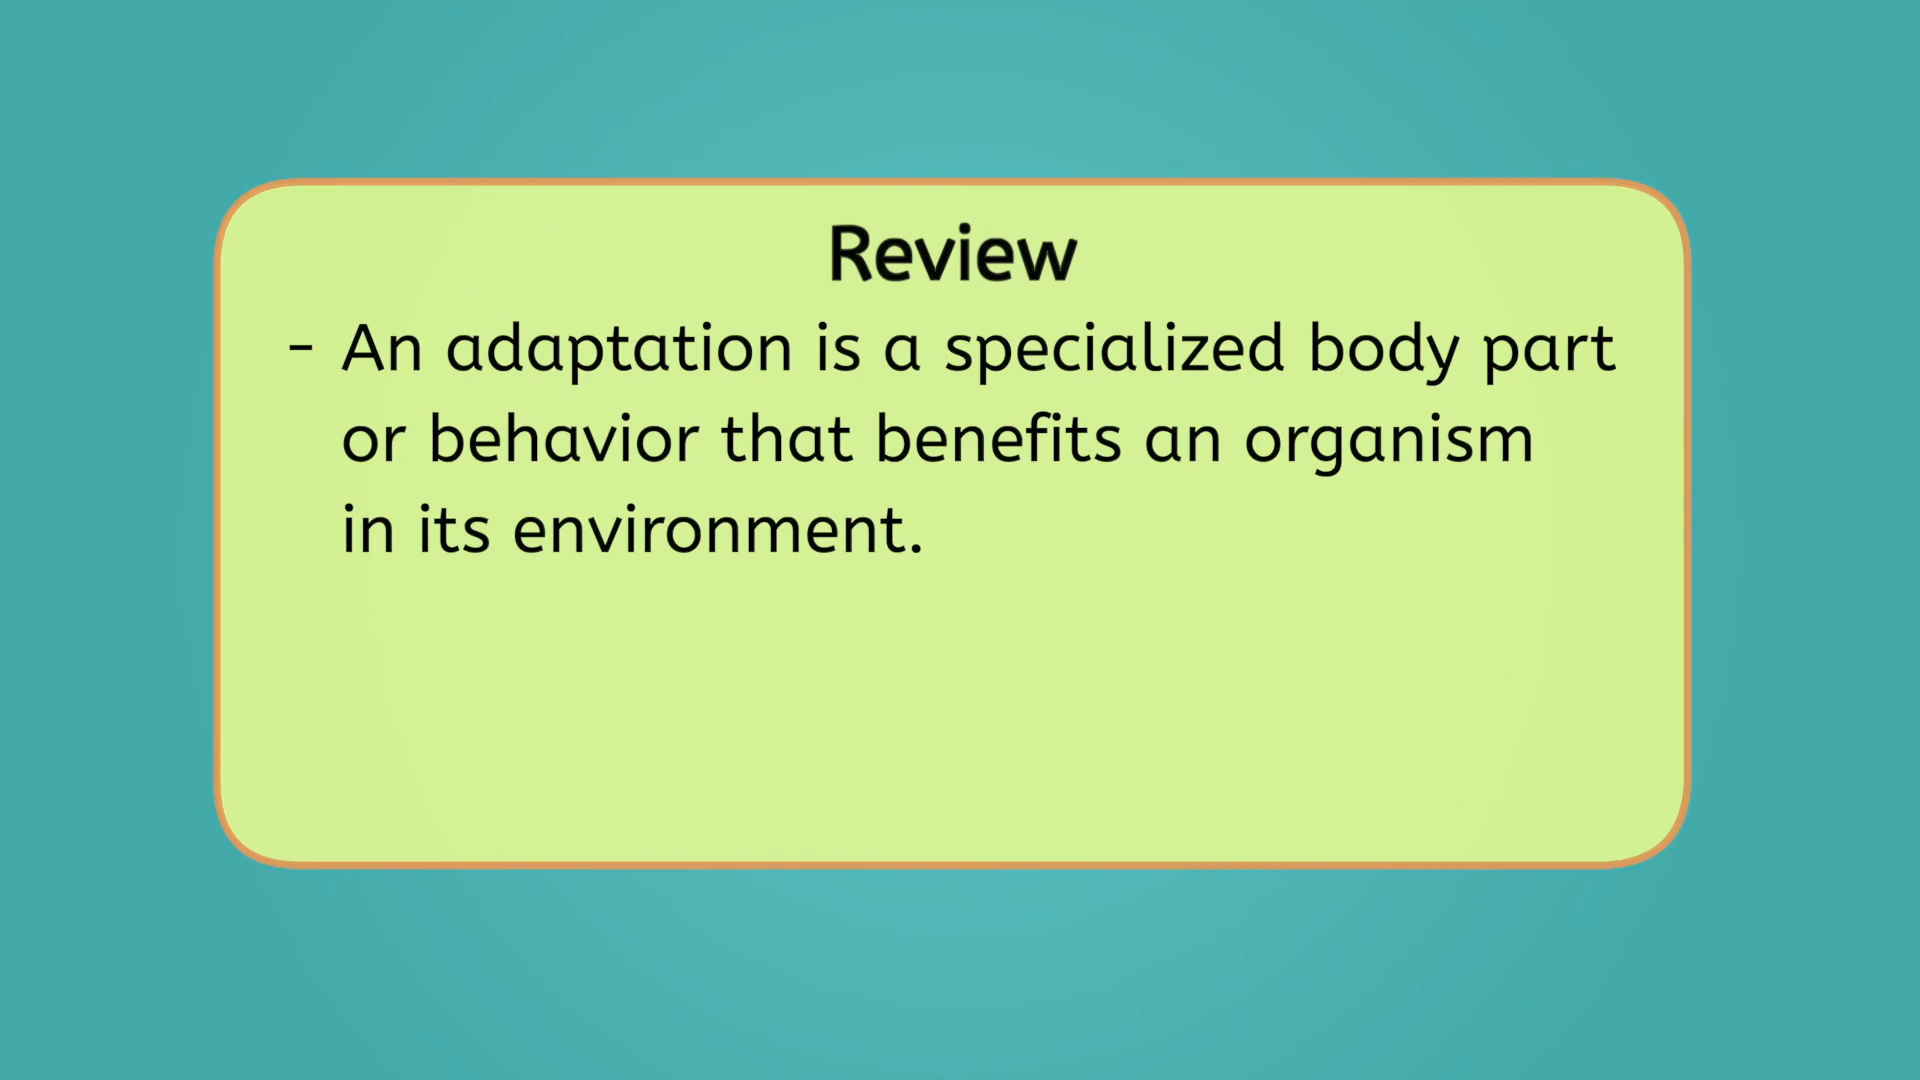 Review
- An adaptation is a specialized body part
or behavior that benefits an organism
in its environment.